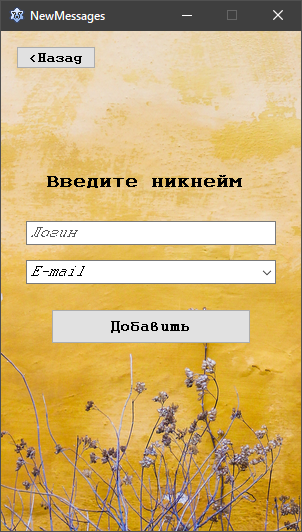 NewMessages
<Назад
Введите никнейм
Логин
E-mail
Добавить